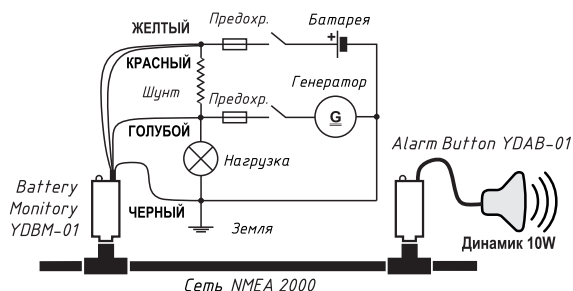 ЖЕЛТЫЙ
Предохр.
Батарея
+
КРАСНЫЙ
Шунт
Предохр.
Генератор
G
ГОЛУБОЙ
Нагрузка
Alarm Button YDAB-01
Battery
Monitory
YDBM-01
ЧЕРНЫЙ
Земля
Динамик 10W
Сеть NMEA 2000